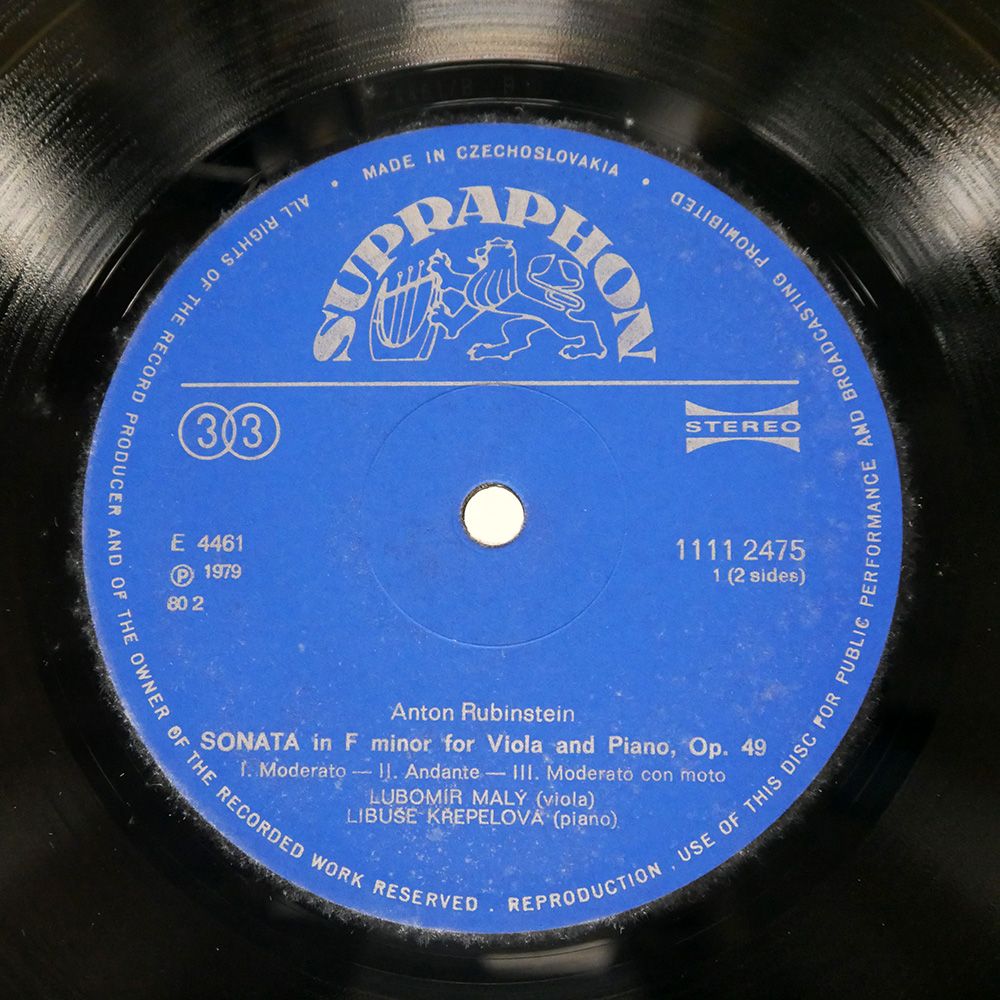 ALL RIGHTS OF THE RECORD PRODUCER AND OF THE OWNER OF THE RECORDED WORK RESERVED . REPRODUCTION . USE OF THIS DISC FOR PUBLIC PERFORMANCE AND BROADCASTING PROHIBITED
• MADE IN CZECHOSLOVAKIA •
SUPRAPHON
33
STEREO
E 4461
Ⓟ 1979
80 2
1111 2475
1 (2 sides)
Anton Rubinstein
SONATA in F minor for Viola and Piano, Op. 49
I. Moderato — II. Andante — III. Moderato con moto
LUBOMÍR MALÝ (viola)
LIBUŠE KŘEPELOVÁ (piano)